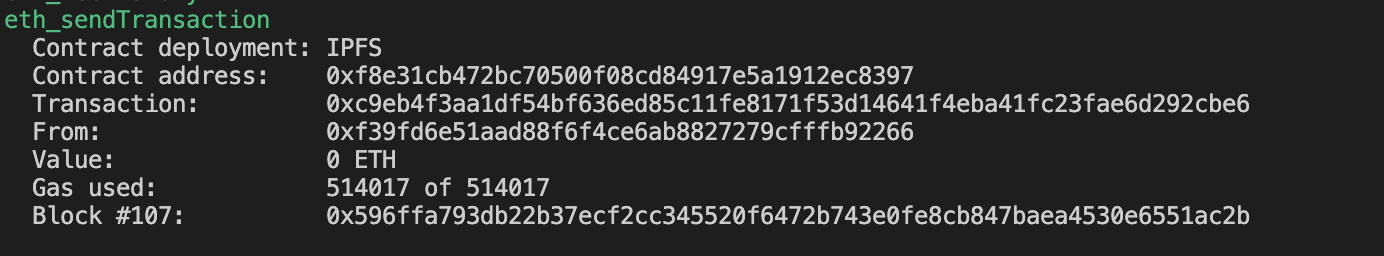 eth_sendTransaction
Contract deployment: IPFS
Contract address: 0xf8e31cb472bc70500f08cd84917e5a1912ec8397
Transaction: 0xc9eb4f3aa1df54bf636ed85c11fe8171f53d14641f4eba41fc23fae6d292cbe6
From: 0xf39fd6e51aad88f6f4ce6ab8827279cfffb92266
Value: 0 ETH
Gas used: 514017 of 514017
Block #107: 0x596ffa793db22b37ecf2cc345520f6472b743e0fe8cb847baea4530e6551ac2b